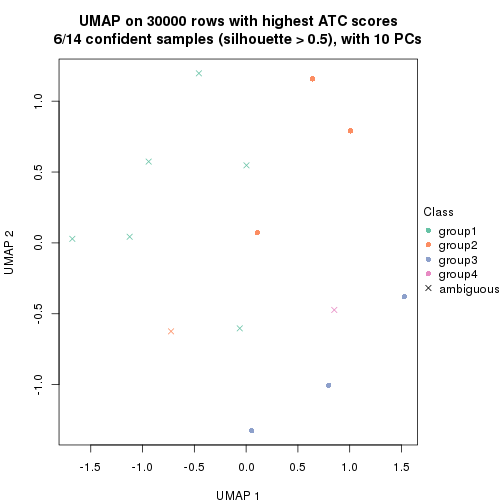 UMAP on 30000 rows with highest ATC scores
6/14 confident samples (silhouette > 0.5), with 10 PCs
UMAP 2
1.0
0.5
0.0
-0.5
-1.0
-1.5
-1.0
-0.5
0.0
0.5
1.0
1.5
UMAP 1
Class
group1
group2
group3
group4
ambiguous